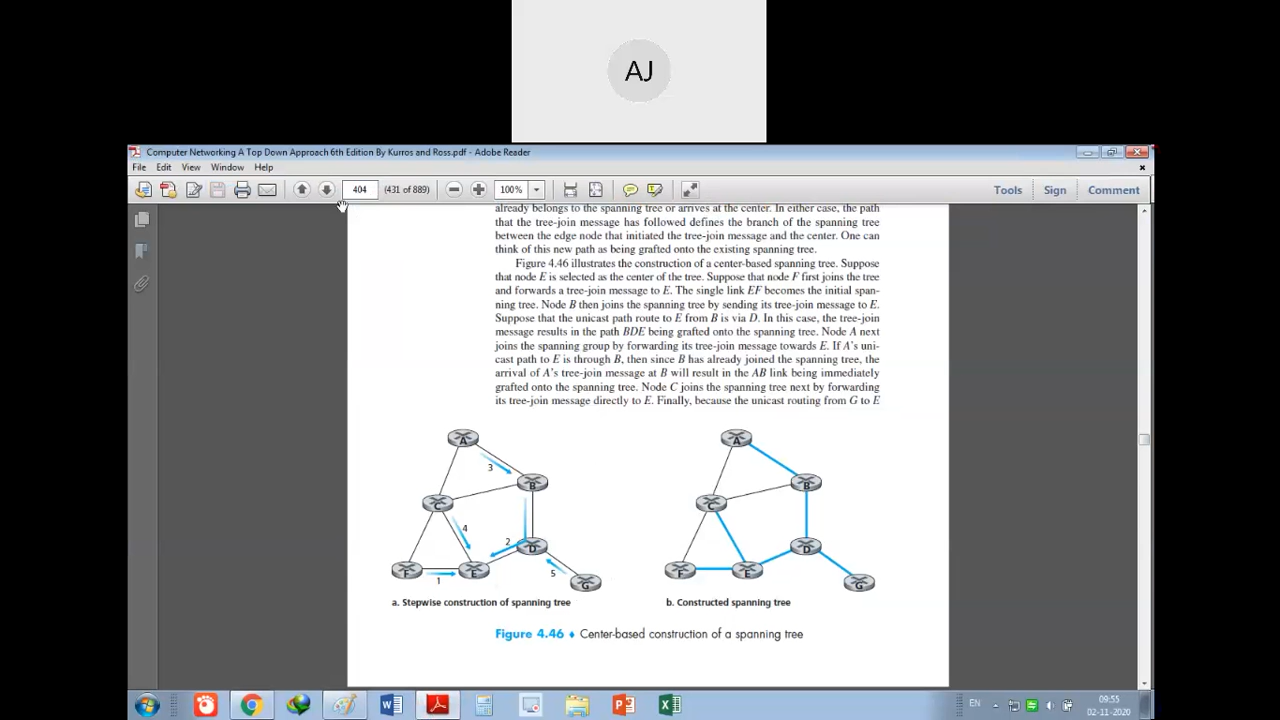 AJ
Computer Networking A Top Down Approach 6th Edition By Kurros and Ross.pdf - Adobe Reader
File Edit View Window Help
404 (431 of 889) 100% Tools Sign Comment
already belongs to the spanning tree or arrives at the center. In either case, the path
that the tree-join message has followed defines the branch of the spanning tree
between the edge node that initiated the tree-join message and the center. One can
think of this new path as being grafted onto the existing spanning tree.
Figure 4.46 illustrates the construction of a center-based spanning tree. Suppose
that node E is selected as the center of the tree. Suppose that node F first joins the tree
and forwards a tree-join message to E. The single link EF becomes the initial span-
ning tree. Node B then joins the spanning tree by sending its tree-join message to E.
Suppose that the unicast path route to E from B is via D. In this case, the tree-join
message results in the path BDE being grafted onto the spanning tree. Node A next
joins the spanning group by forwarding its tree-join message towards E. If A's uni-
cast path to E is through B, then since B has already joined the spanning tree, the
arrival of A's tree-join message at B will result in the AB link being immediately
grafted onto the spanning tree. Node C joins the spanning tree next by forwarding
its tree-join message directly to E. Finally, because the unicast routing from G to E
A
3
B
C
4
2
D
F
1
E
5
G
a. Stepwise construction of spanning tree
A
B
C
D
F
E
G
b. Constructed spanning tree
Figure 4.46 ♦ Center-based construction of a spanning tree
EN
09:55
02-11-2020